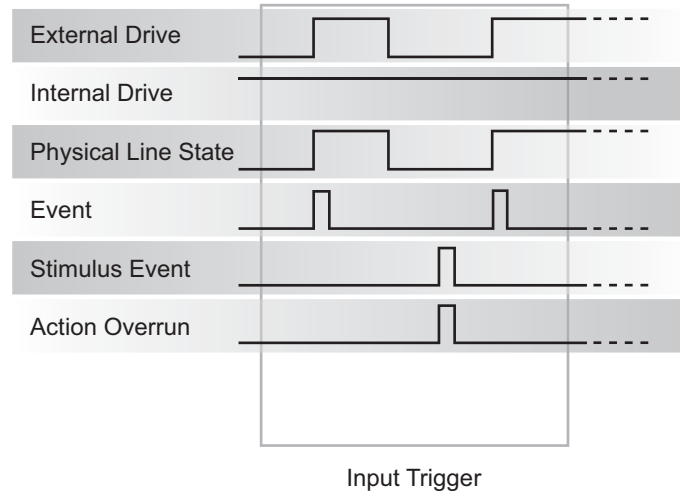 External Drive
Internal Drive
Physical Line State
Event
Stimulus Event
Action Overrun
Input Trigger